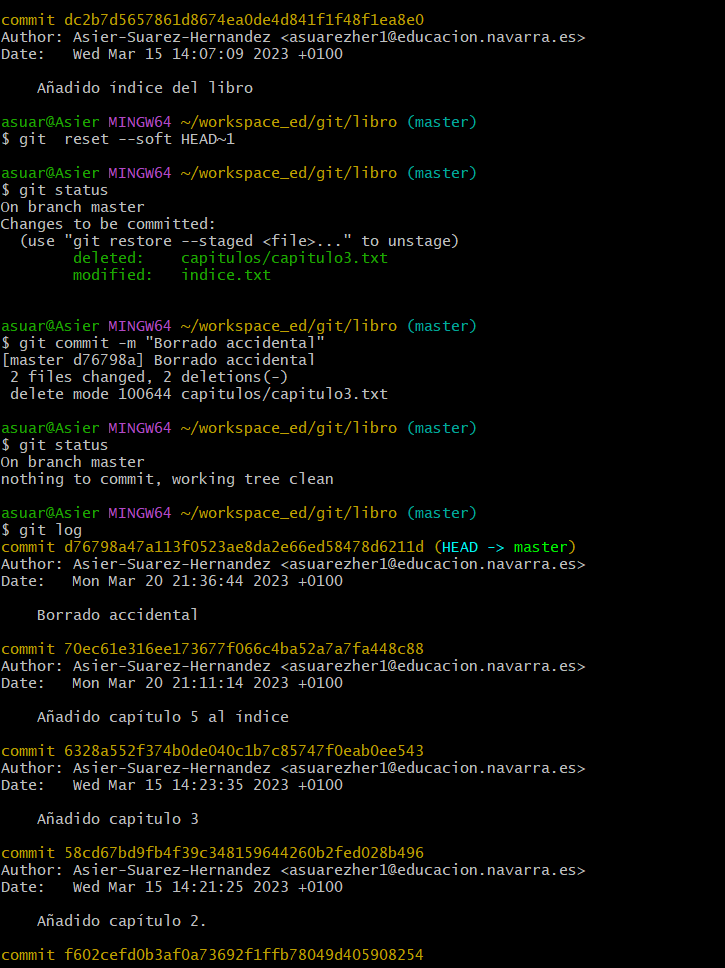 commit dc2b7d5657861d8674ea0de4d841f1f48f1ea8e0
Author: Asier-Suarez-Hernandez <asuarezher1@educacion.navarra.es>
Date:   Wed Mar 15 14:07:09 2023 +0100
    Añadido índice del libro
asuar@Asier MINGW64 ~/workspace_ed/git/libro (master)
$ git  reset --soft HEAD~1
asuar@Asier MINGW64 ~/workspace_ed/git/libro (master)
$ git status
On branch master
Changes to be committed:
  (use "git restore --staged <file>..." to unstage)
        deleted:    capitulos/capitulo3.txt
        modified:   indice.txt
asuar@Asier MINGW64 ~/workspace_ed/git/libro (master)
$ git commit -m "Borrado accidental"
[master d76798a] Borrado accidental
 2 files changed, 2 deletions(-)
 delete mode 100644 capitulos/capitulo3.txt
asuar@Asier MINGW64 ~/workspace_ed/git/libro (master)
$ git status
On branch master
nothing to commit, working tree clean
asuar@Asier MINGW64 ~/workspace_ed/git/libro (master)
$ git log
commit d76798a47a113f0523ae8da2e66ed58478d6211d (HEAD -> master)
Author: Asier-Suarez-Hernandez <asuarezher1@educacion.navarra.es>
Date:   Mon Mar 20 21:36:44 2023 +0100
    Borrado accidental
commit 70ec61e316ee173677f066c4ba52a7a7fa448c88
Author: Asier-Suarez-Hernandez <asuarezher1@educacion.navarra.es>
Date:   Mon Mar 20 21:11:14 2023 +0100
    Añadido capítulo 5 al índice
commit 6328a552f374b0de040c1b7c85747f0eab0ee543
Author: Asier-Suarez-Hernandez <asuarezher1@educacion.navarra.es>
Date:   Wed Mar 15 14:23:35 2023 +0100
    Añadido capitulo 3
commit 58cd67bd9fb4f39c348159644260b2fed028b496
Author: Asier-Suarez-Hernandez <asuarezher1@educacion.navarra.es>
Date:   Wed Mar 15 14:21:25 2023 +0100
    Añadido capítulo 2.
commit f602cefd0b3af0a73692f1ffb78049d405908254